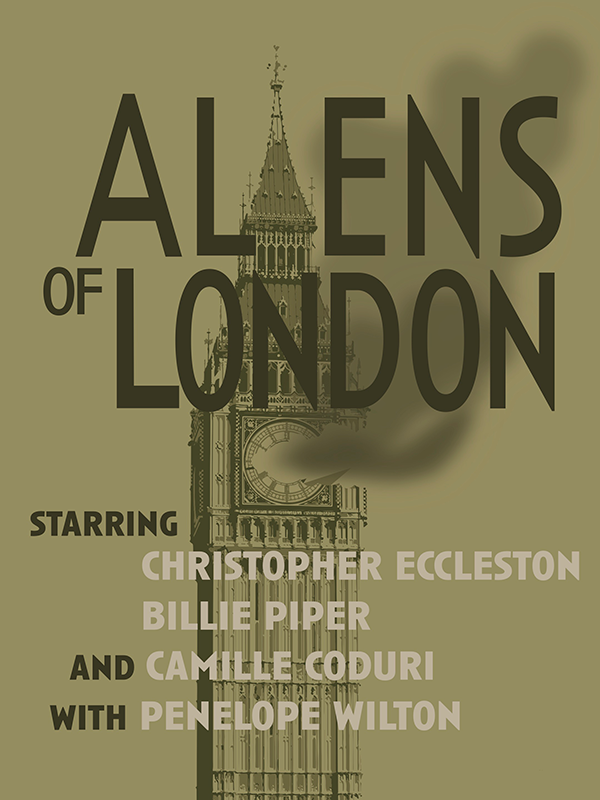 ALIENS
OF LONDON
STARRING
CHRISTOPHER ECCLESTON
BILLIE PIPER
AND CAMILLE CODURI
WITH PENELOPE WILTON